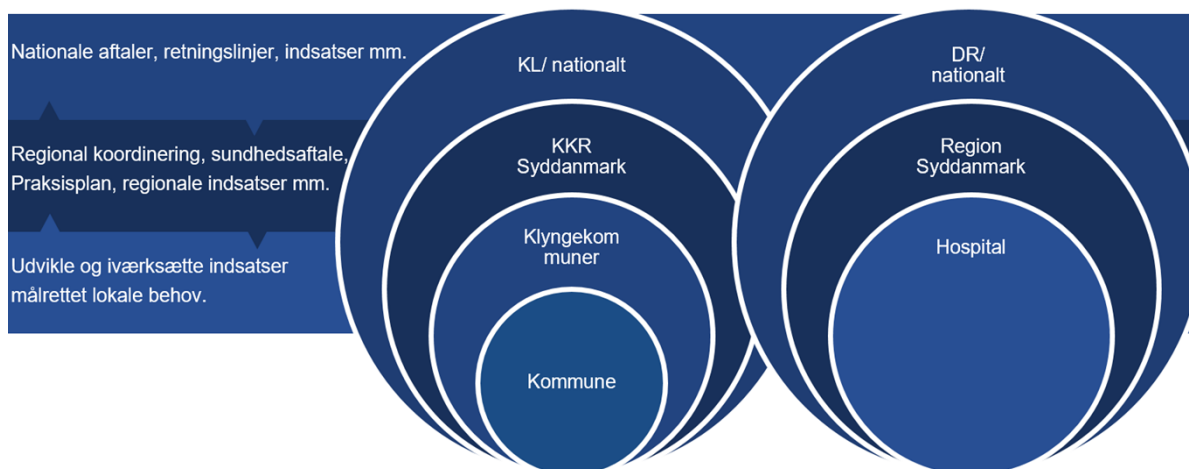 Nationale aftaler, retningslinjer, indsatser mm.
Regional koordinering, sundhedsaftale,
Praksisplan, regionale indsatser mm.
Udvikle og iværksætte indsatser
målrettet lokale behov.
KL/ nationalt
KKR
Syddanmark
Klyngekom
muner
Kommune
DR/
nationalt
Region
Syddanmark
Hospital